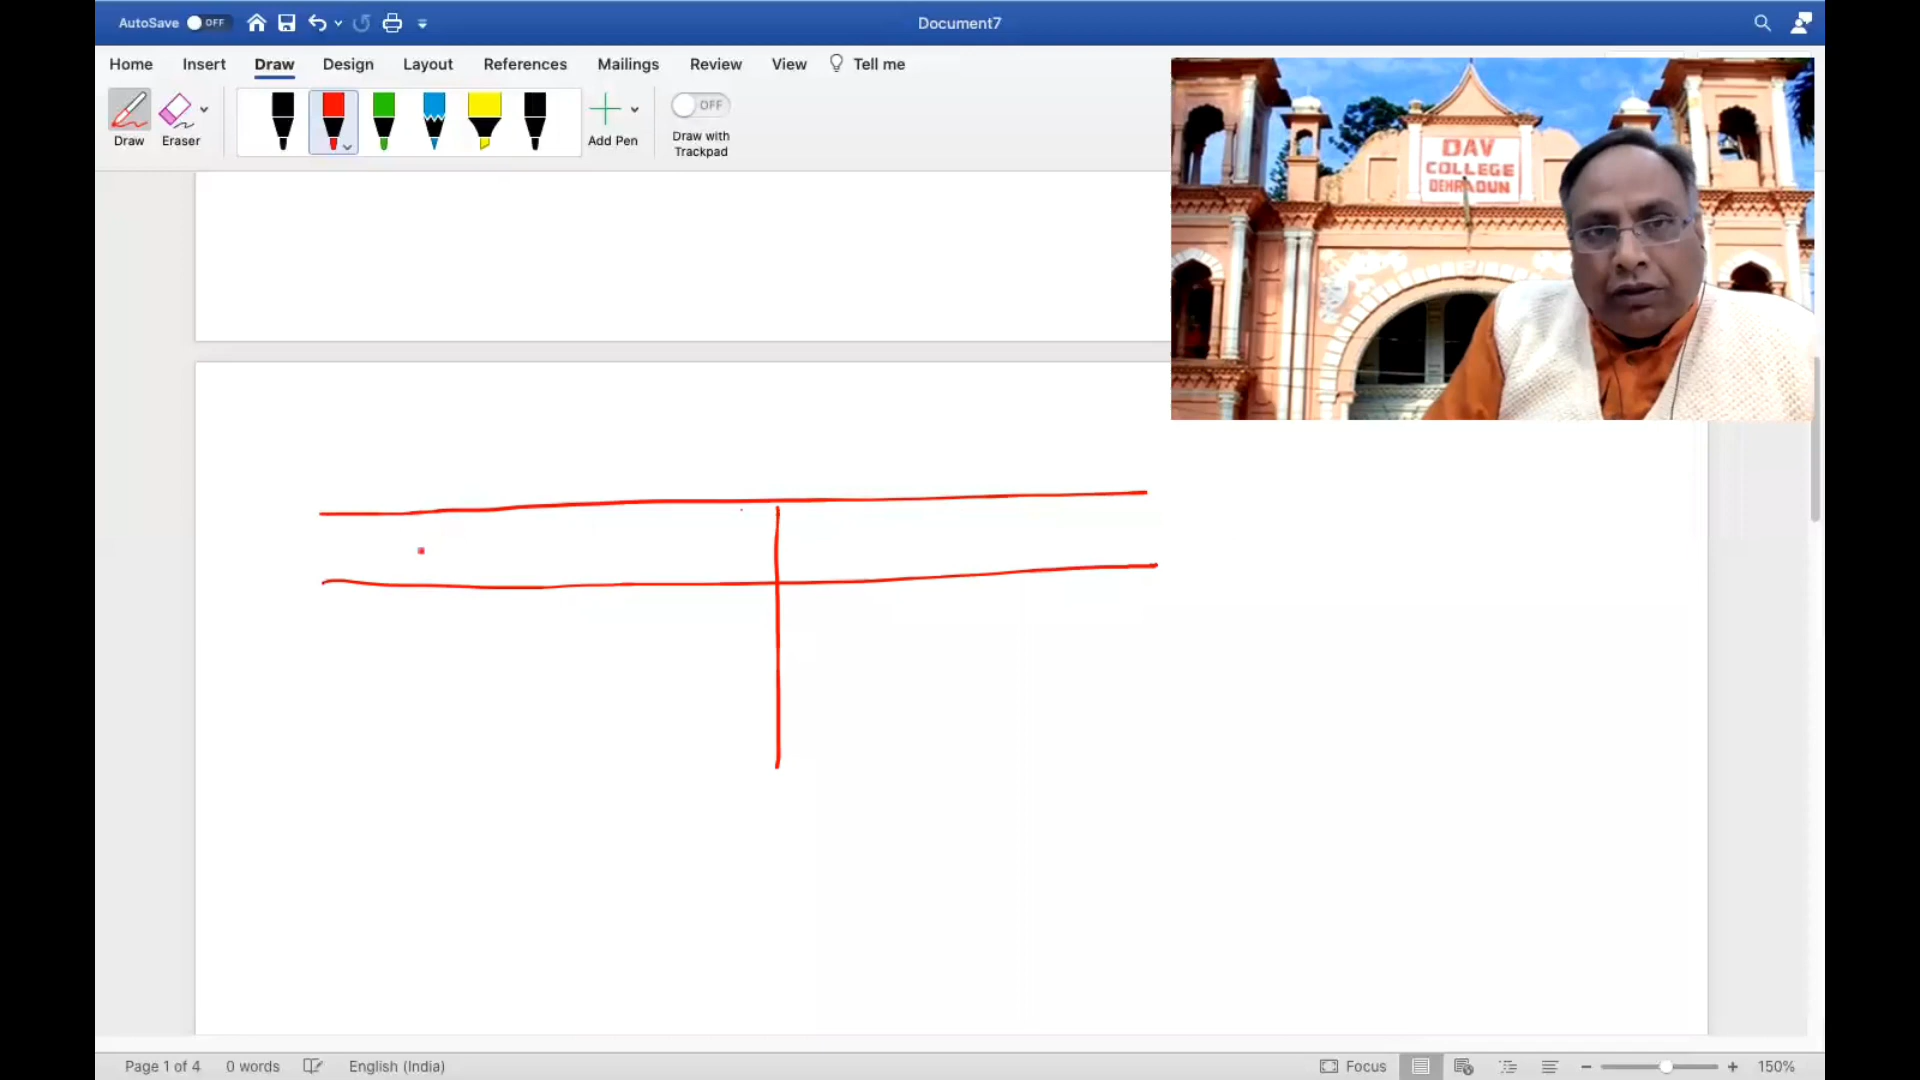 AutoSave OFF
Document7
Home Insert Draw Design Layout References Mailings Review View Tell me
OFF
Draw Eraser Add Pen Draw with Trackpad
DAV
COLLEGE
DEHRADUN
Page 1 of 4 0 words English (India) Focus 150%